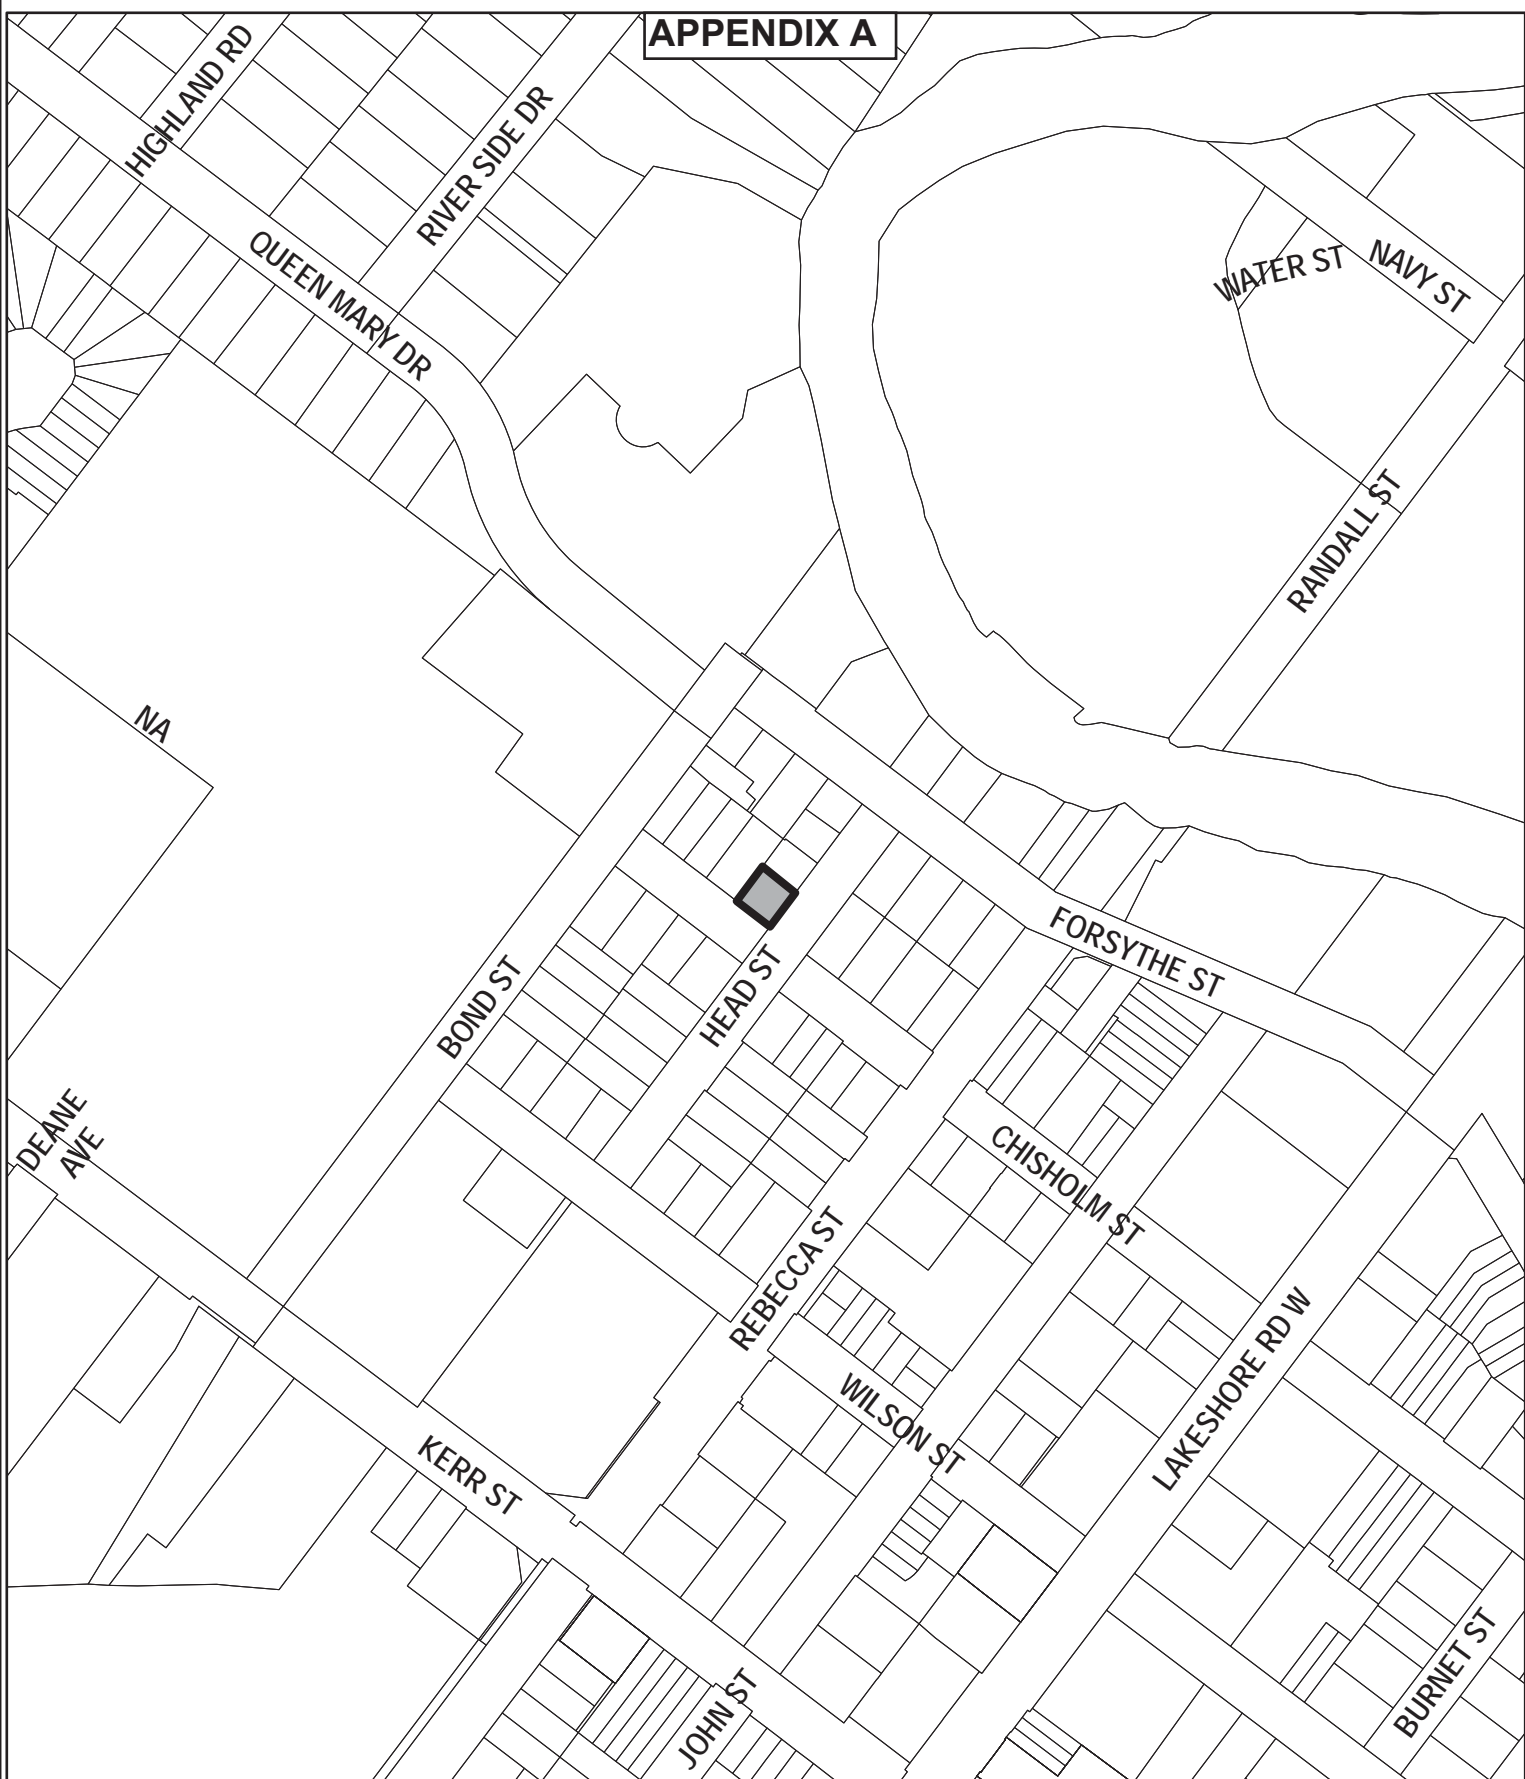 APPENDIX A
HIGHLAND RD
RIVER SIDE DR
QUEEN MARY DR
WATER ST
NAVY ST
RANDALL ST
NA
FORSYTHE ST
BOND ST
HEAD ST
DEANE
AVE
CHISHOLM ST
REBECCA ST
LAKESHORE RD W
WILSON ST
KERR ST
BURNET ST
JOHN ST